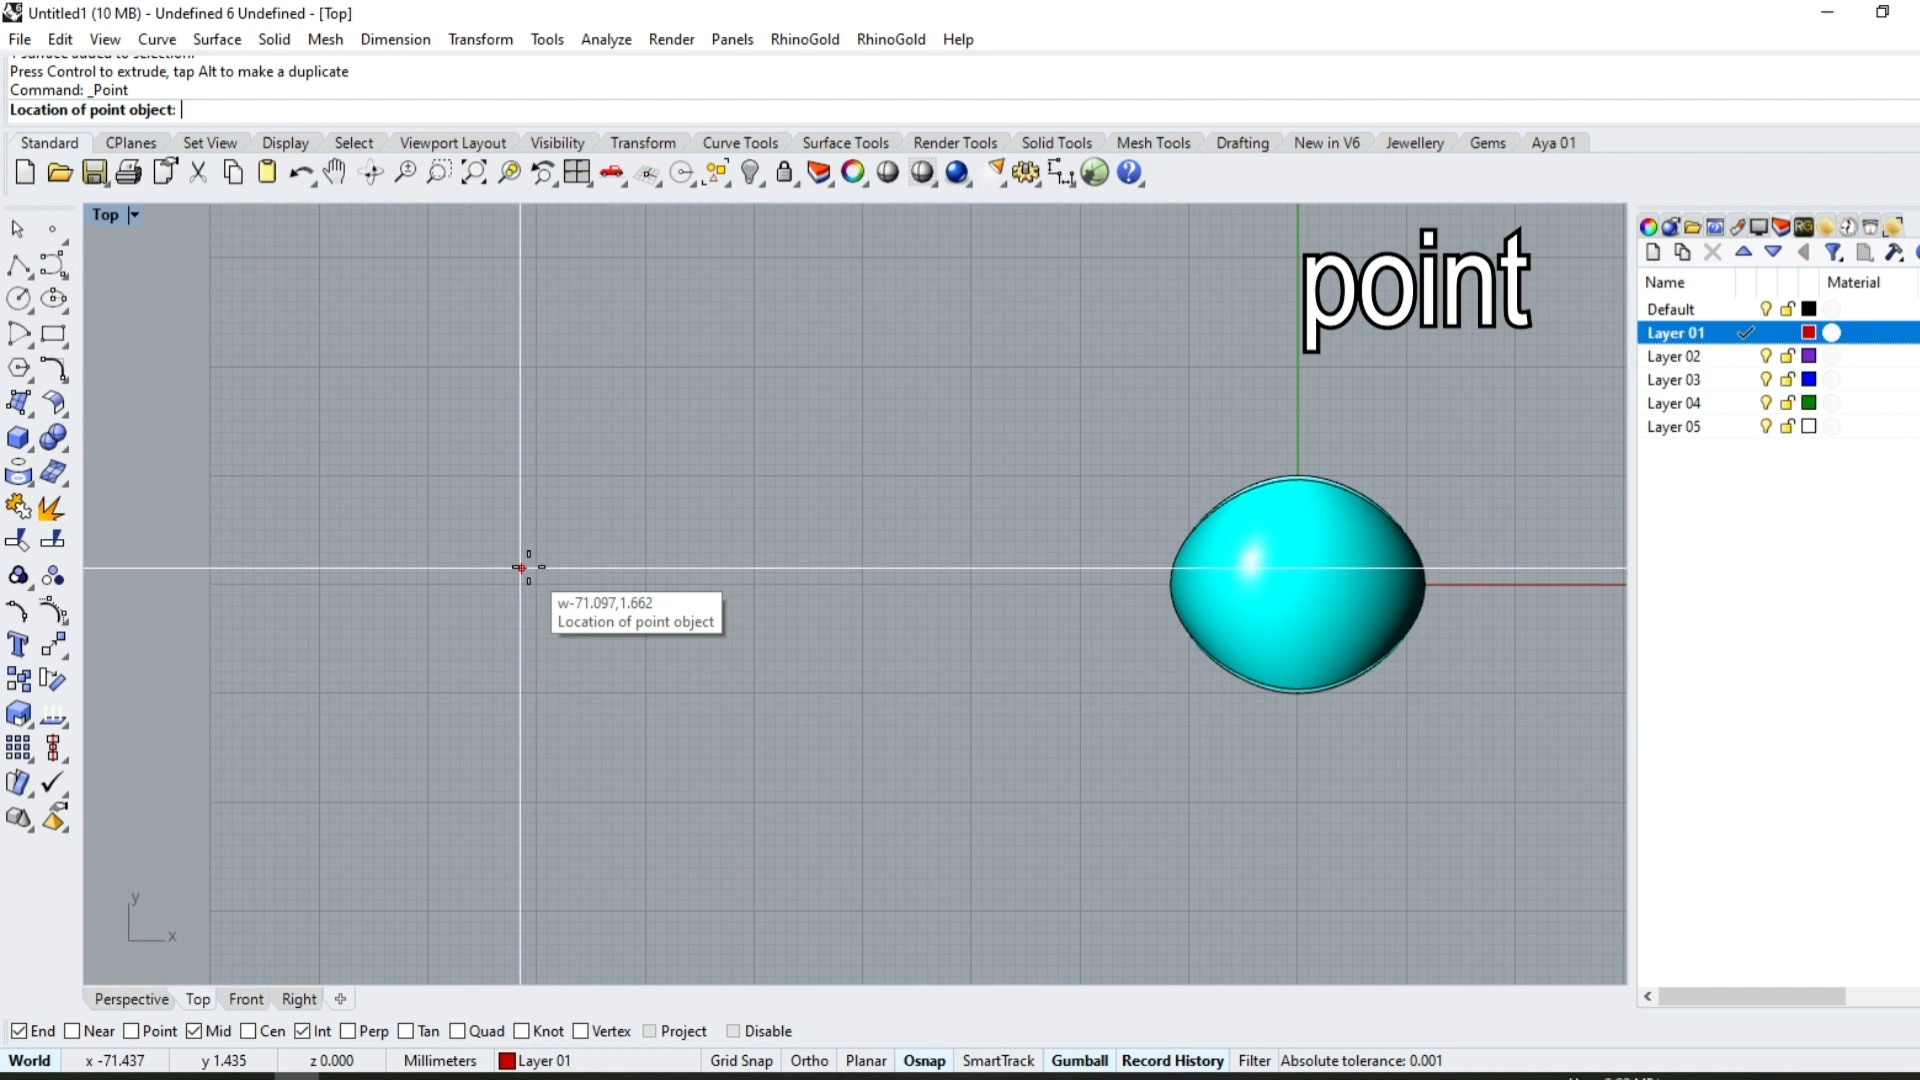 Untitled1 (10 MB) - Undefined 6 Undefined - [Top]
File Edit View Curve Surface Solid Mesh Dimension Transform Tools Analyze Render Panels RhinoGold RhinoGold Help
Press Control to extrude, tap Alt to make a duplicate
Command: _Point
Location of point object:
Standard CPlanes Set View Display Select Viewport Layout Visibility Transform Curve Tools Surface Tools Render Tools Solid Tools Mesh Tools Drafting New in V6 Jewellery Gems Aya 01
Top
point
Name Material
Default
Layer 01
Layer 02
Layer 03
Layer 04
Layer 05
w-71.097,1.662
Location of point object
y
x
Perspective Top Front Right
End Near Point Mid Cen Int Perp Tan Quad Knot Vertex Project Disable
World x -71.437 y 1.435 z 0.000 Millimeters Layer 01 Grid Snap Ortho Planar Osnap SmartTrack Gumball Record History Filter Absolute tolerance: 0.001